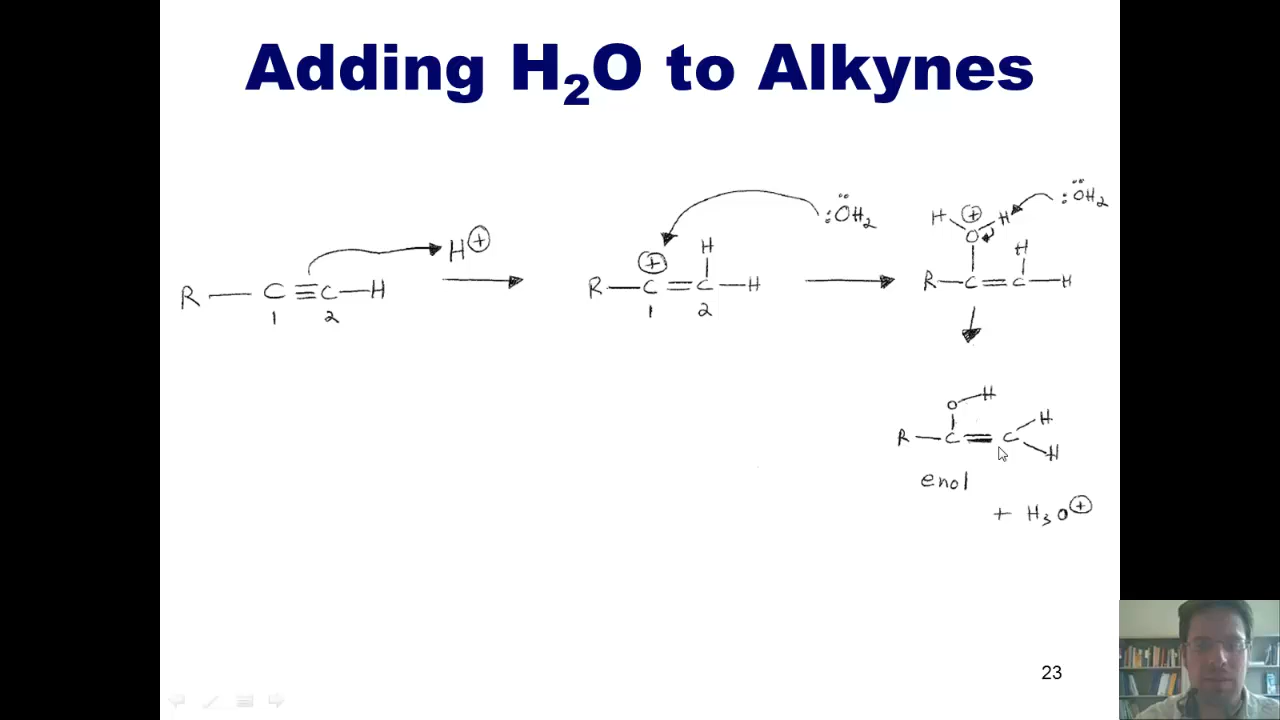 Adding H₂O to Alkynes
R — C ≡ C — H
1 2
H⊕
R — C = C — H
⊕ H
1 2
:ÖH₂
H ⊕ H
O
H
R — C = C — H
:ÖH₂
O — H
R — C = C
H
H
enol
+ H₃O⊕
23